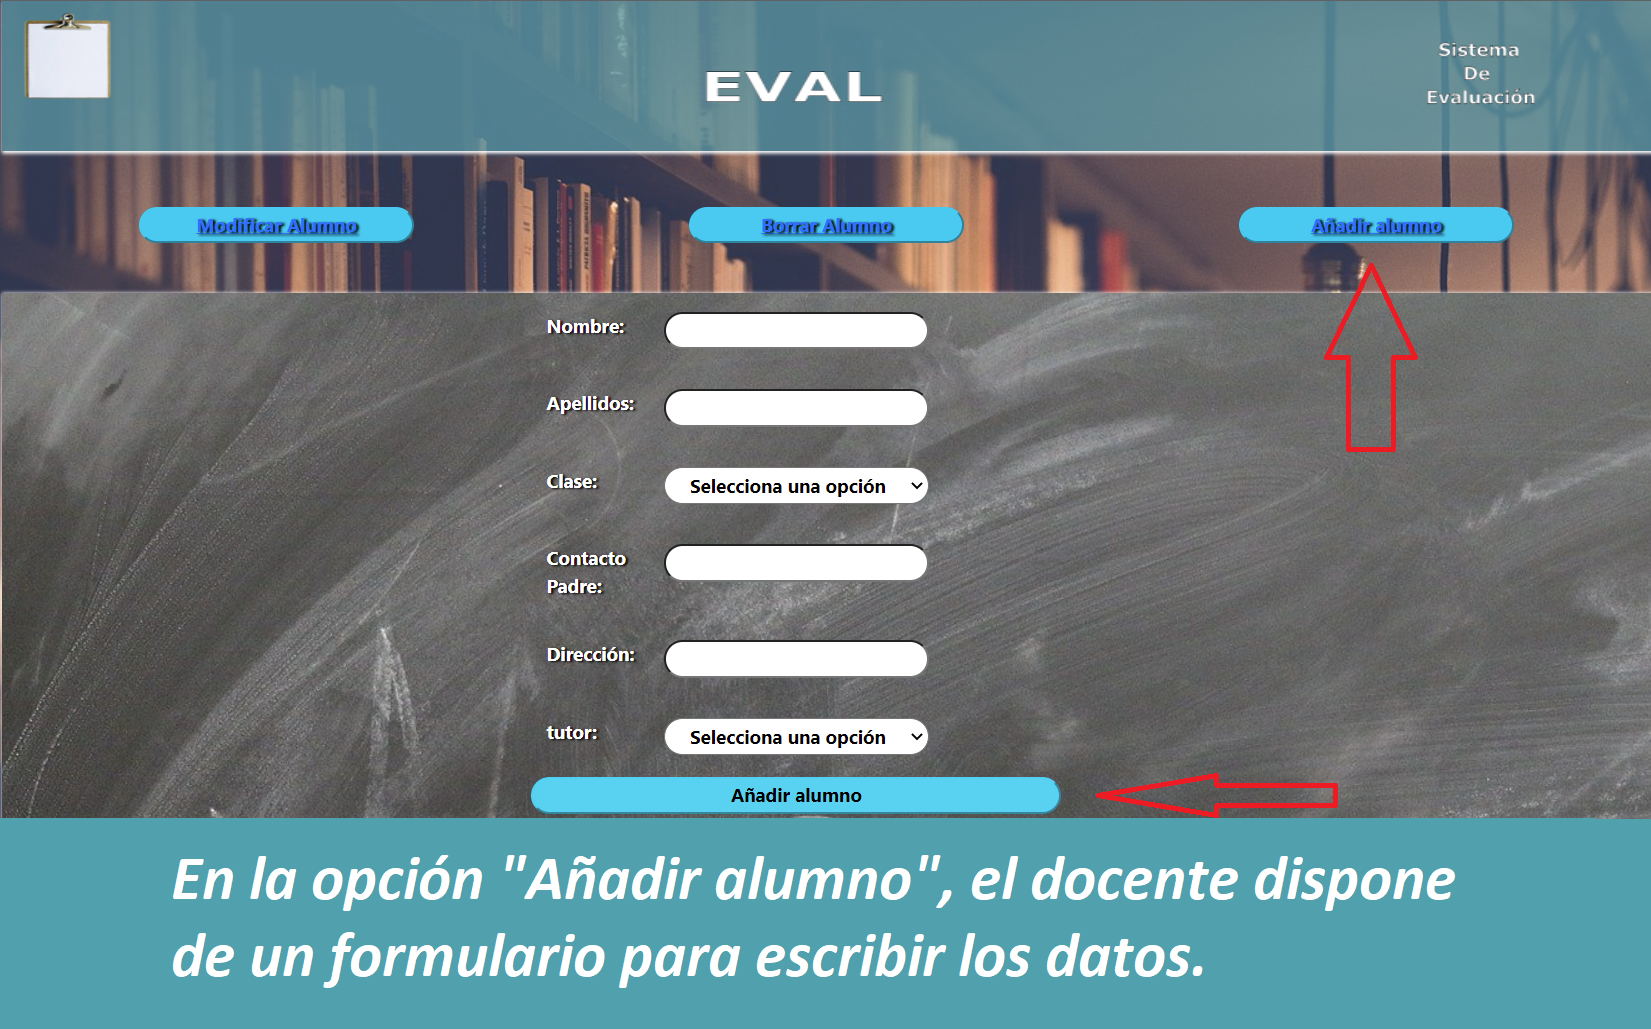 EVAL
Sistema
De
Evaluación
Modificar Alumno
Borrar Alumno
Añadir alumno
Nombre:
Apellidos:
Clase: Selecciona una opción
Contacto
Padre:
Dirección:
tutor: Selecciona una opción
Añadir alumno
En la opción "Añadir alumno", el docente dispone
de un formulario para escribir los datos.